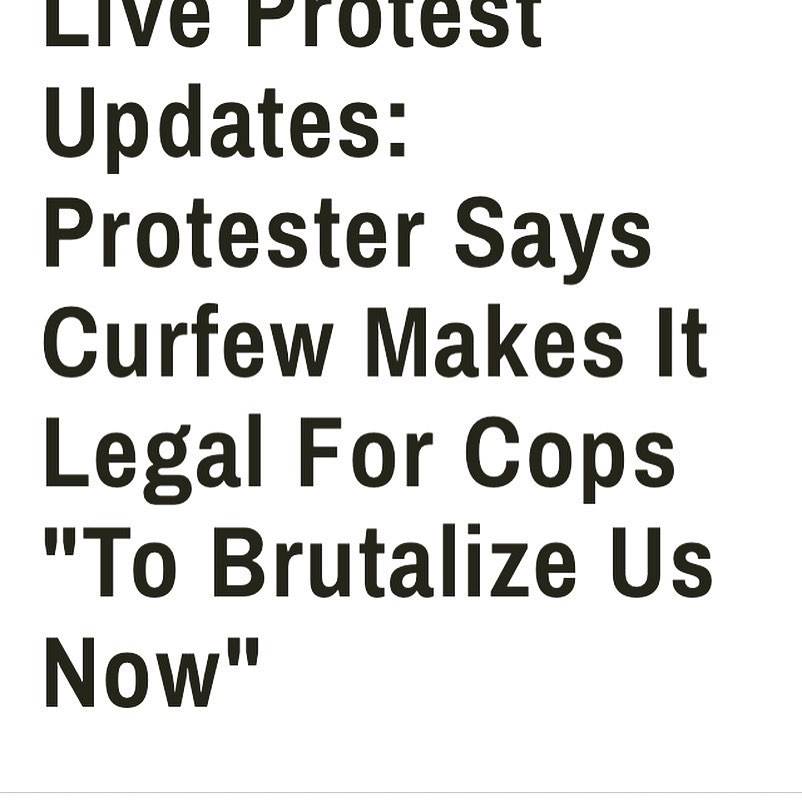 Live Protest
Updates:
Protester Says
Curfew Makes It
Legal For Cops
"To Brutalize Us
Now"